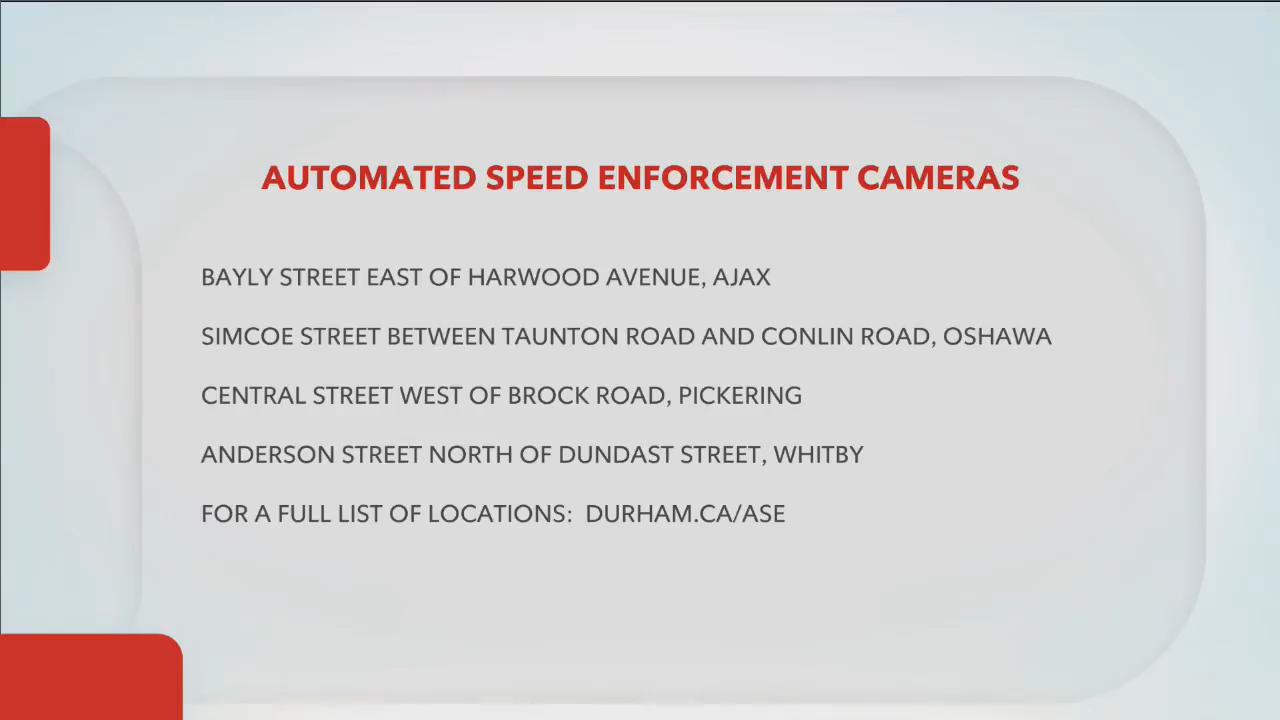 AUTOMATED SPEED ENFORCEMENT CAMERAS
BAYLY STREET EAST OF HARWOOD AVENUE, AJAX
SIMCOE STREET BETWEEN TAUNTON ROAD AND CONLIN ROAD, OSHAWA
CENTRAL STREET WEST OF BROCK ROAD, PICKERING
ANDERSON STREET NORTH OF DUNDAST STREET, WHITBY
FOR A FULL LIST OF LOCATIONS: DURHAM.CA/ASE